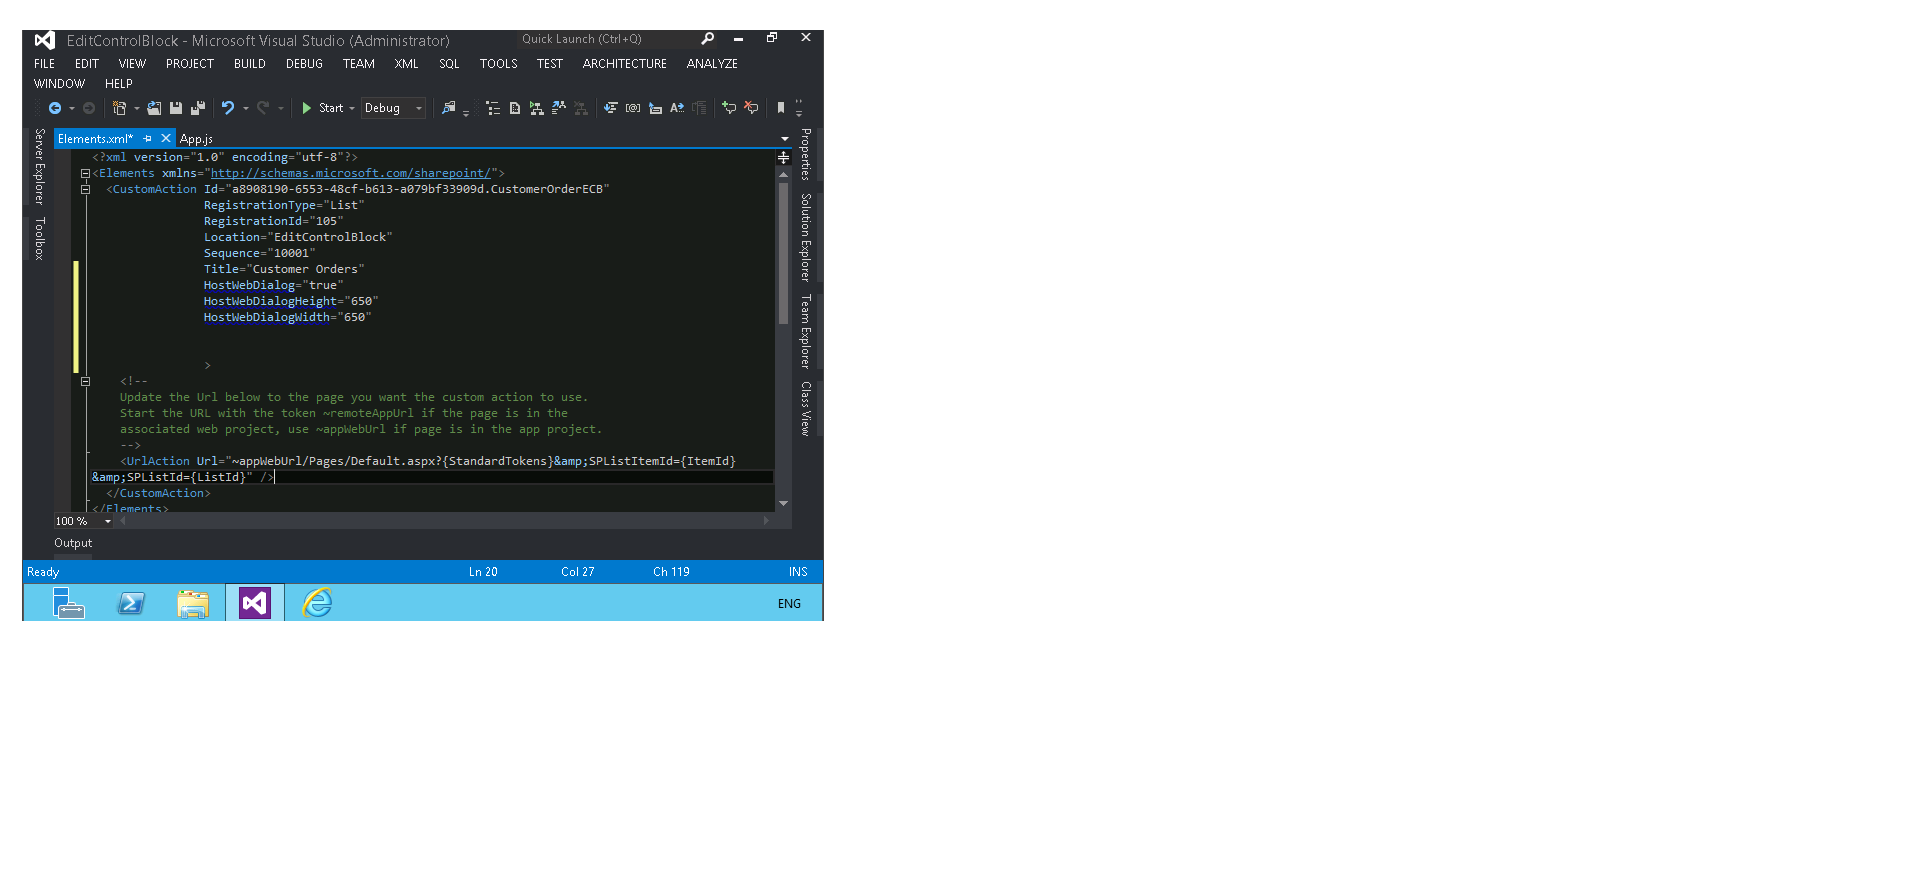 EditControlBlock - Microsoft Visual Studio (Administrator)
Quick Launch (Ctrl+Q)
FILE EDIT VIEW PROJECT BUILD DEBUG TEAM XML SQL TOOLS TEST ARCHITECTURE ANALYZE
WINDOW HELP
Start Debug
Server Explorer
Toolbox
Elements.xml* App.js
<?xml version="1.0" encoding="utf-8"?>
<Elements xmlns="http://schemas.microsoft.com/sharepoint/">
<CustomAction Id="a8908190-6553-48cf-b613-a079bf33909d.CustomerOrderECB"
RegistrationType="List"
RegistrationId="105"
Location="EditControlBlock"
Sequence="10001"
Title="Customer Orders"
HostWebDialog="true"
HostWebDialogHeight="650"
HostWebDialogWidth="650"
>
<!--
Update the Url below to the page you want the custom action to use.
Start the URL with the token ~remoteAppUrl if the page is in the
associated web project, use ~appWebUrl if page is in the app project.
-->
<UrlAction Url="~appWebUrl/Pages/Default.aspx?{StandardTokens}&amp;SPListItemId={ItemId}
&amp;SPListId={ListId}" />
</CustomAction>
</Elements>
Properties
Solution Explorer
Team Explorer
Class View
100 %
Output
Ready Ln 20 Col 27 Ch 119 INS
ENG